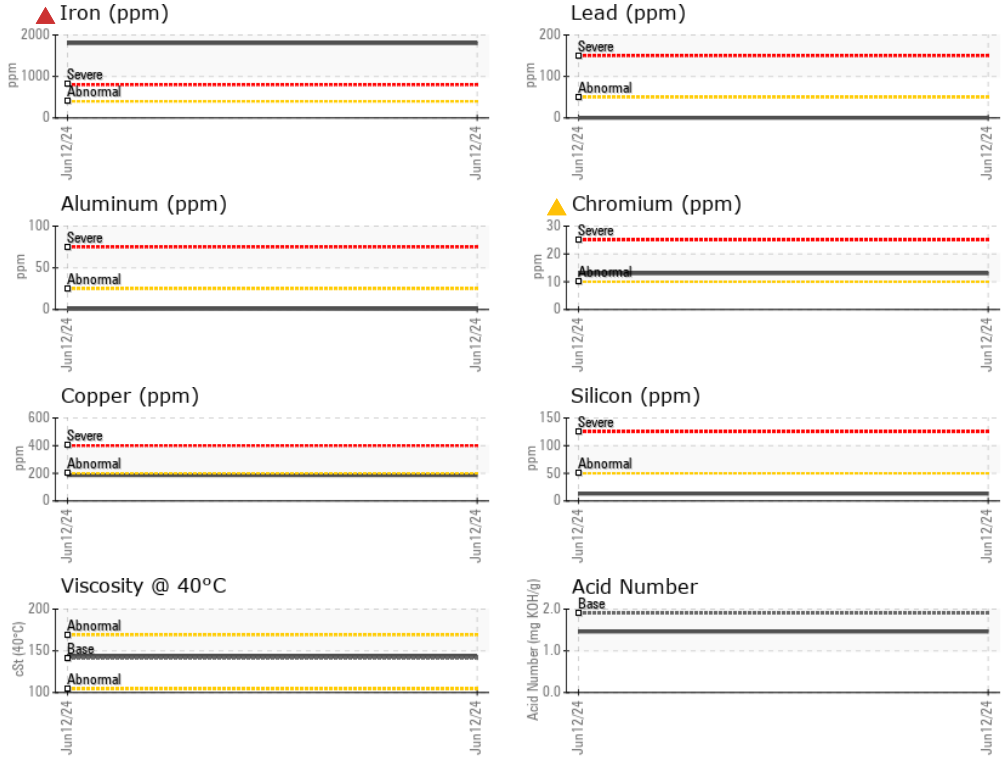 Iron (ppm)
2000
1000
0
ppm
Severe
Abnormal
Jun12/24
Jun12/24
Lead (ppm)
200
100
0
ppm
Severe
Abnormal
Jun12/24
Jun12/24
Aluminum (ppm)
100
50
0
ppm
Severe
Abnormal
Jun12/24
Jun12/24
Chromium (ppm)
30
20
10
0
ppm
Severe
Abnormal
Jun12/24
Jun12/24
Copper (ppm)
600
400
200
0
ppm
Severe
Abnormal
Jun12/24
Jun12/24
Silicon (ppm)
150
100
50
0
ppm
Severe
Abnormal
Jun12/24
Jun12/24
Viscosity @ 40°C
200
150
100
cSt (40°C)
Abnormal
Base
Abnormal
Jun12/24
Jun12/24
Acid Number
2.0
1.0
0.0
Acid Number (mg KOH/g)
Base
Jun12/24
Jun12/24